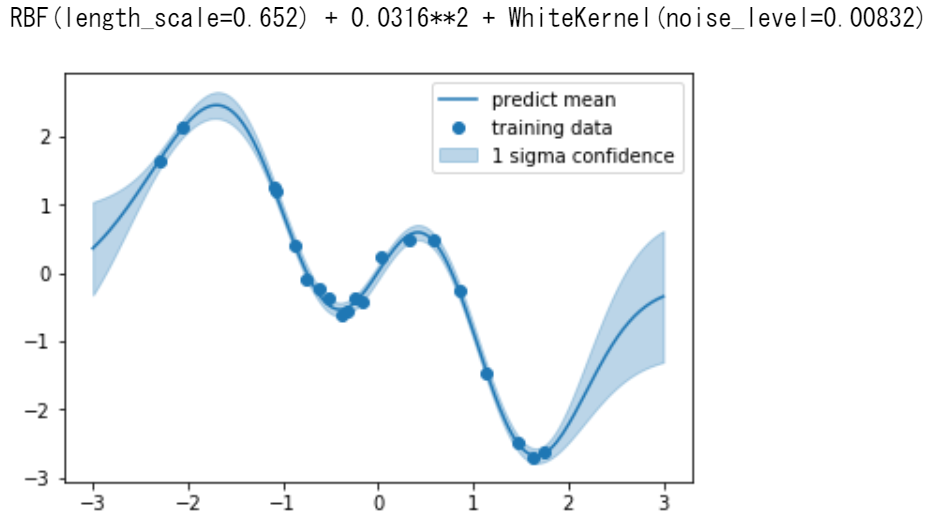 RBF(length_scale=0.652) + 0.0316**2 + WhiteKernel(noise_level=0.00832)
predict mean
training data
1 sigma confidence
2
1
0
−1
−2
−3
−3 −2 −1 0 1 2 3